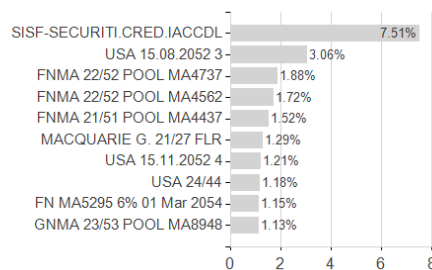 SISF-SECURITI.CRED.IACCDL 7.51%
USA 15.08.2052 3 3.06%
FNMA 22/52 POOL MA4737 1.88%
FNMA 22/52 POOL MA4562 1.72%
FNMA 21/51 POOL MA4437 1.52%
MACQUARIE G. 21/27 FLR 1.29%
USA 15.11.2052 4 1.21%
USA 24/44 1.18%
FN MA5295 6% 01 Mar 2054 1.15%
GNMA 23/53 POOL MA8948 1.13%
0 2 4 6 8